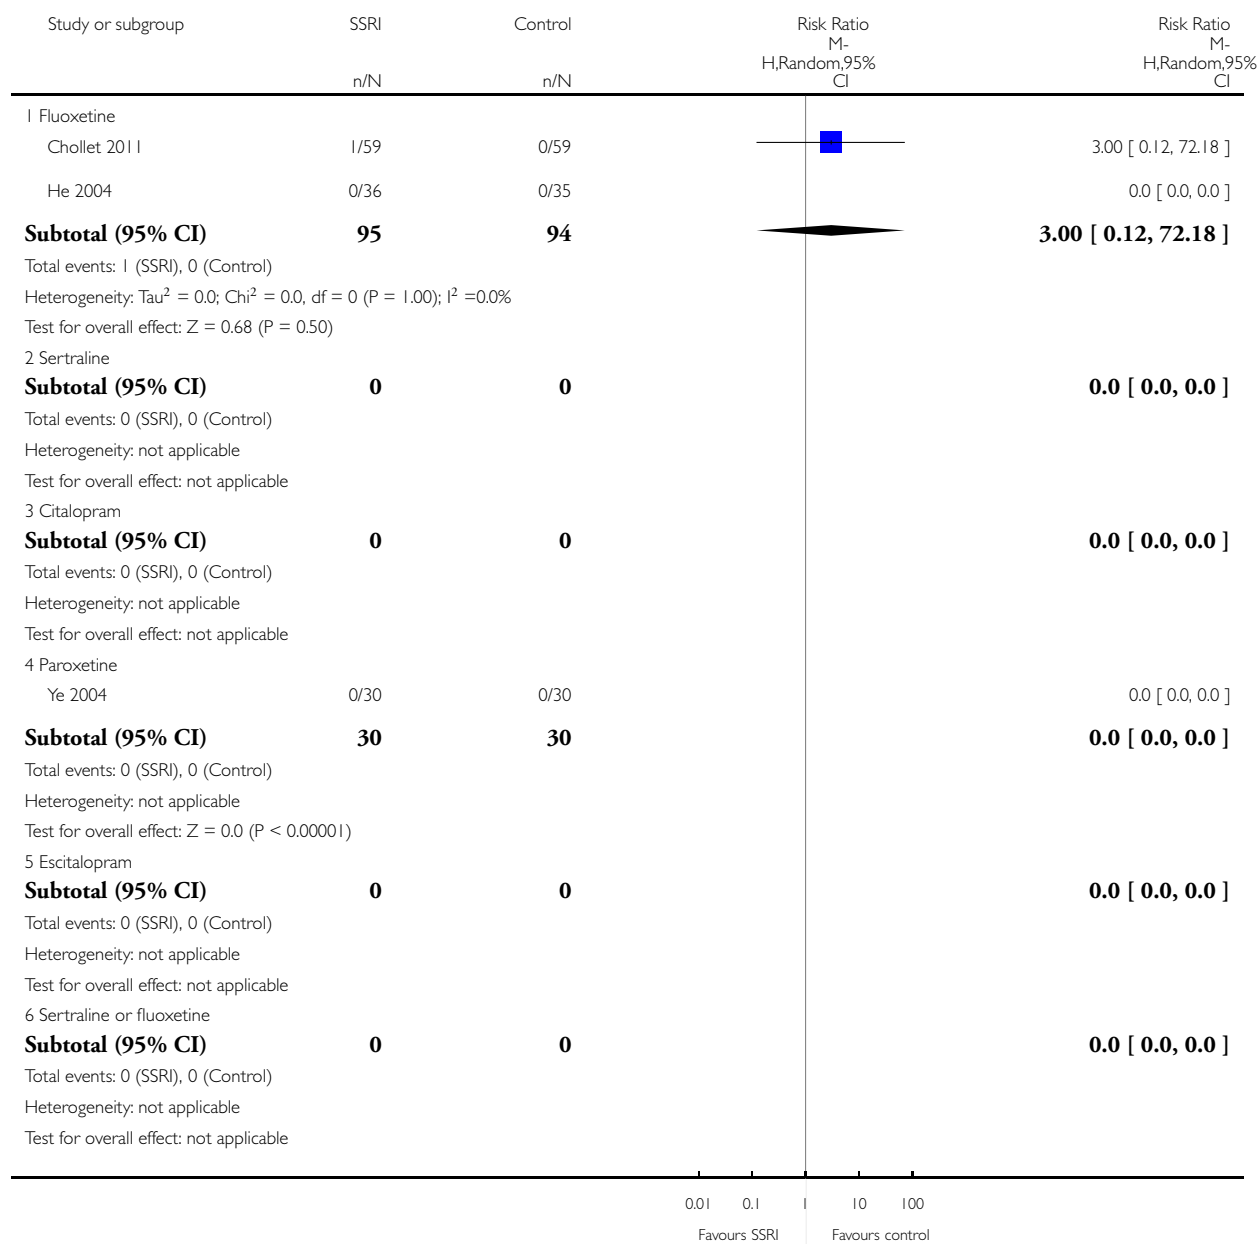 Study or subgroup SSRI Control Risk Ratio Risk Ratio
M- M-
H,Random,95% H,Random,95%
n/N n/N CI CI
1 Fluoxetine
Chollet 2011 1/59 0/59 3.00 [ 0.12, 72.18 ]
He 2004 0/36 0/35 0.0 [ 0.0, 0.0 ]
Subtotal (95% CI) 95 94 3.00 [ 0.12, 72.18 ]
Total events: 1 (SSRI), 0 (Control)
Heterogeneity: Tau² = 0.0; Chi² = 0.0, df = 0 (P = 1.00); I² =0.0%
Test for overall effect: Z = 0.68 (P = 0.50)
2 Sertraline
Subtotal (95% CI) 0 0 0.0 [ 0.0, 0.0 ]
Total events: 0 (SSRI), 0 (Control)
Heterogeneity: not applicable
Test for overall effect: not applicable
3 Citalopram
Subtotal (95% CI) 0 0 0.0 [ 0.0, 0.0 ]
Total events: 0 (SSRI), 0 (Control)
Heterogeneity: not applicable
Test for overall effect: not applicable
4 Paroxetine
Ye 2004 0/30 0/30 0.0 [ 0.0, 0.0 ]
Subtotal (95% CI) 30 30 0.0 [ 0.0, 0.0 ]
Total events: 0 (SSRI), 0 (Control)
Heterogeneity: not applicable
Test for overall effect: Z = 0.0 (P < 0.00001)
5 Escitalopram
Subtotal (95% CI) 0 0 0.0 [ 0.0, 0.0 ]
Total events: 0 (SSRI), 0 (Control)
Heterogeneity: not applicable
Test for overall effect: not applicable
6 Sertraline or fluoxetine
Subtotal (95% CI) 0 0 0.0 [ 0.0, 0.0 ]
Total events: 0 (SSRI), 0 (Control)
Heterogeneity: not applicable
Test for overall effect: not applicable
0.01 0.1 1 10 100
Favours SSRI Favours control